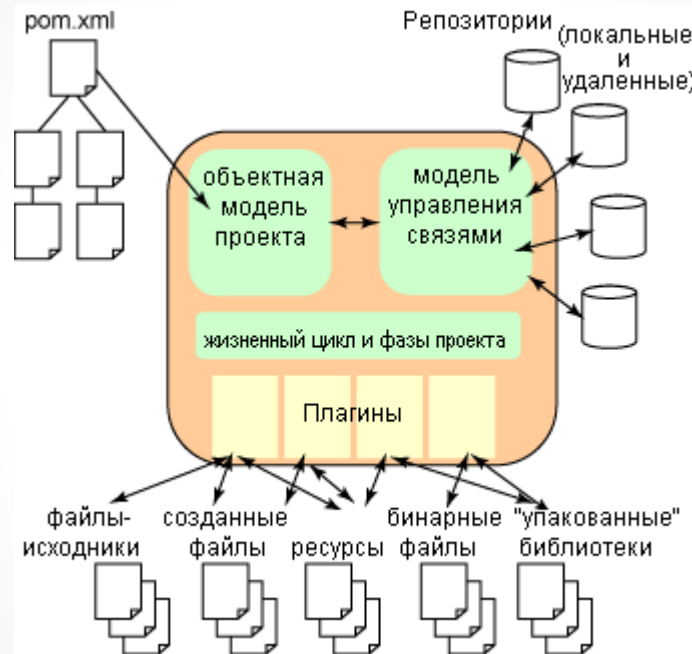 pom.xml
Репозитории
(локальные
и
удаленные)
объектная
модель
проекта
модель
управления
связями
жизненный цикл и фазы проекта
Плагины
файлы-
исходники
созданные
файлы
ресурсы
бинарные
файлы
"упакованные"
библиотеки